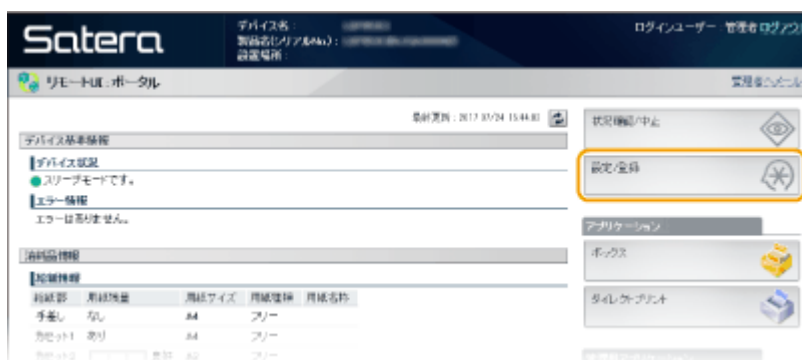 Satera
デバイス名 :
製品名(シリアルNo.) :
設置場所 :
ログインユーザー : 管理者 ログアウト
リモートUI : ポータル
管理者へメール
最終更新 : 2017 07/24 15:44:
デバイス基本情報
デバイス状況
スリープモードです。
エラー情報
エラーはありません。
消耗品情報
給紙情報
給紙部 用紙残量 用紙サイズ 用紙種類 用紙名称
手差し なし A4 フリー
カセット1 あり A4 フリー
カセット2
フリー
状況確認/中止
設定/登録
アプリケーション
ボックス
ダイレクトプリント